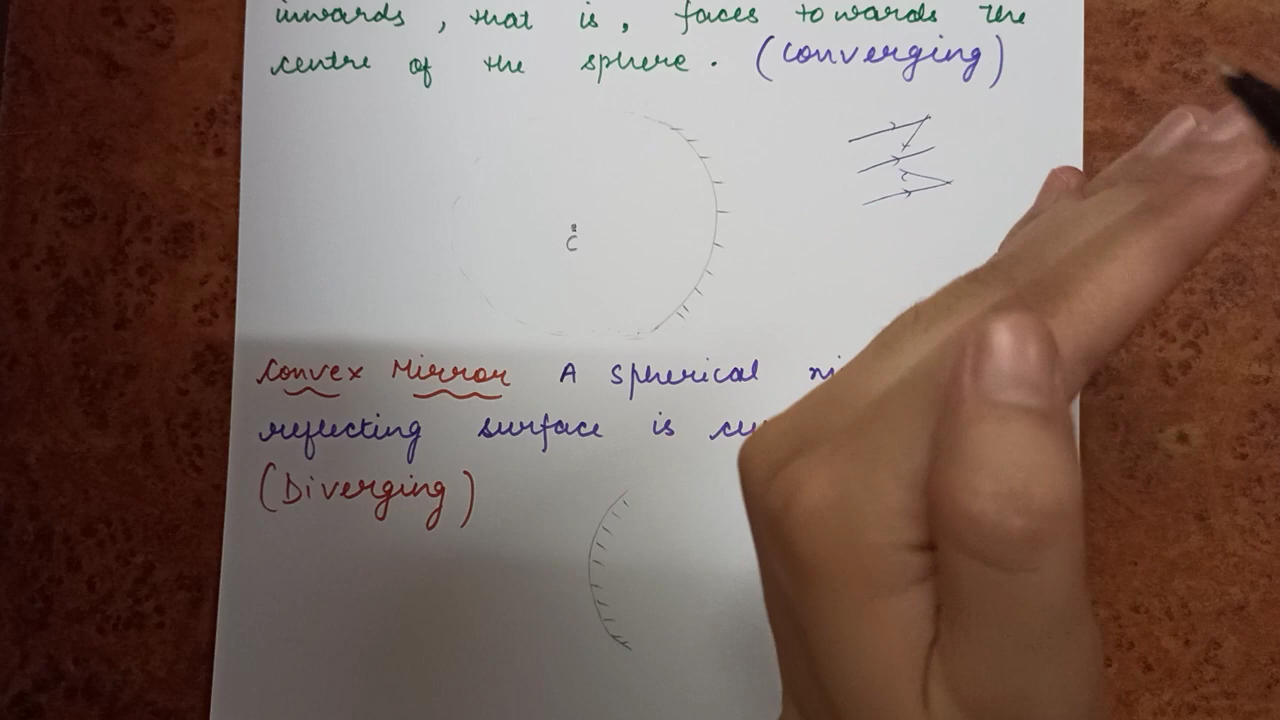 inwards, that is, faces towards the
centre of the sphere. (converging)
C
Convex Mirror A spherical
reflecting surface is
(Diverging)